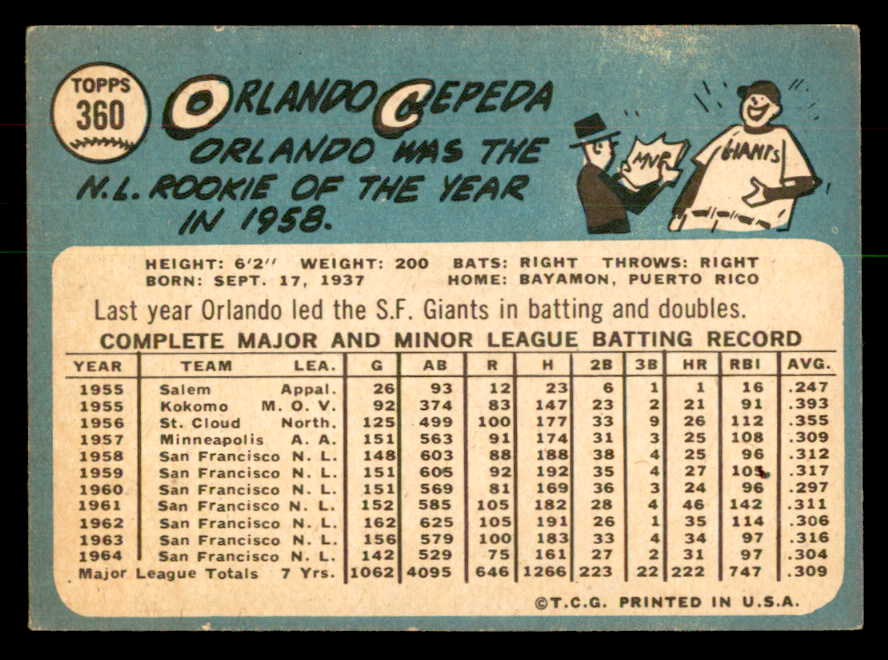 TOPPS
360
ORLANDO CEPEDA
ORLANDO WAS THE
N.L. ROOKIE OF THE YEAR
IN 1958.
MVP
GIANTS
HEIGHT: 6'2" WEIGHT: 200 BATS: RIGHT THROWS: RIGHT
BORN: SEPT. 17, 1937 HOME: BAYAMON, PUERTO RICO
Last year Orlando led the S.F. Giants in batting and doubles.
COMPLETE MAJOR AND MINOR LEAGUE BATTING RECORD
YEAR TEAM LEA. G AB R H 2B 3B HR RBI AVG.
1955 Salem Appal. 26 93 12 23 6 1 1 16 .247
1955 Kokomo M. O. V. 92 374 83 147 23 2 21 91 .393
1956 St. Cloud North. 125 499 100 177 33 9 26 112 .355
1957 Minneapolis A. A. 151 563 91 174 31 3 25 108 .309
1958 San Francisco N. L. 148 603 88 188 38 4 25 96 .312
1959 San Francisco N. L. 151 605 92 192 35 4 27 105 .317
1960 San Francisco N. L. 151 569 81 169 36 3 24 96 .297
1961 San Francisco N. L. 152 585 105 182 28 4 46 142 .311
1962 San Francisco N. L. 162 625 105 191 26 1 35 114 .306
1963 San Francisco N. L. 156 579 100 183 33 4 34 97 .316
1964 San Francisco N. L. 142 529 75 161 27 2 31 97 .304
Major League Totals 7 Yrs. 1062 4095 646 1266 223 22 222 747 .309
©T.C.G. PRINTED IN U.S.A.